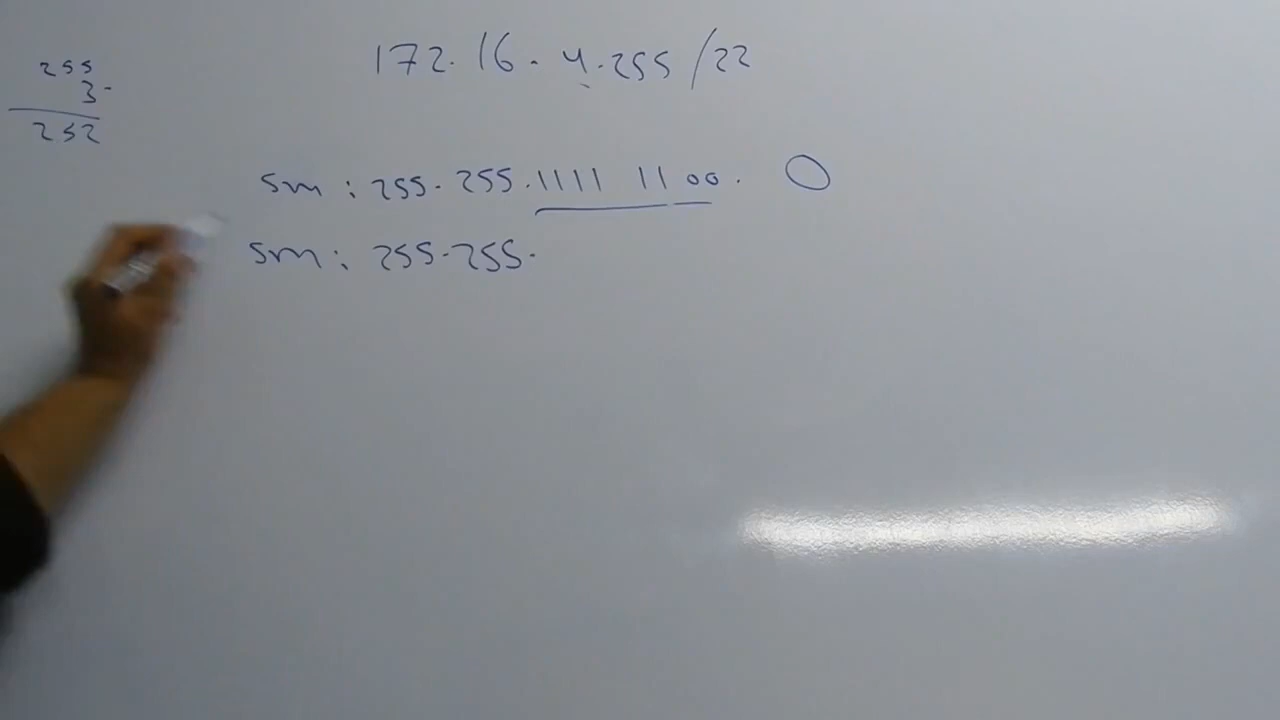 172.16.4.255/22
255
3-
252
sm: 255.255.1111 1100.0
sm: 255.255.